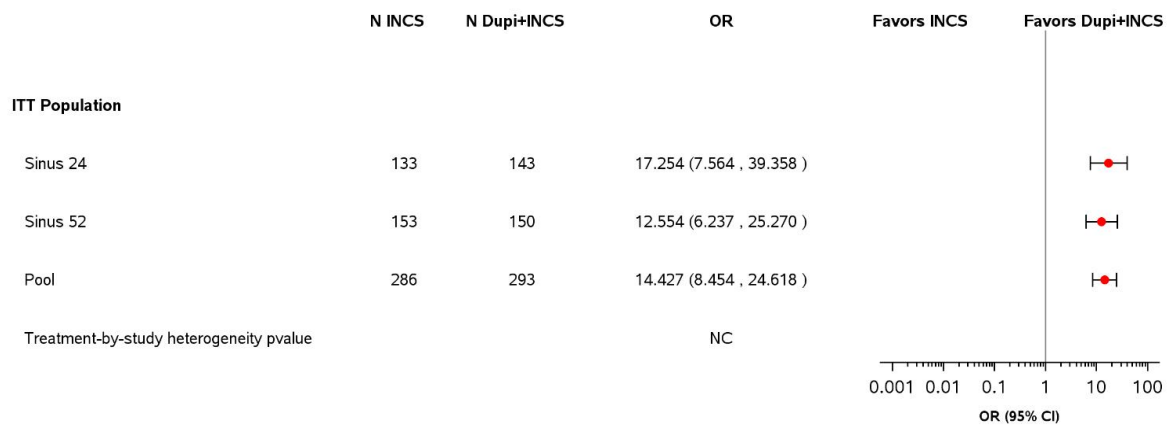 N INCS N Dupi+INCS OR Favors INCS Favors Dupi+INCS
ITT Population
Sinus 24 133 143 17.254 (7.564 , 39.358 )
Sinus 52 153 150 12.554 (6.237 , 25.270 )
Pool 286 293 14.427 (8.454 , 24.618 )
Treatment-by-study heterogeneity pvalue NC
0.001 0.01 0.1 1 10 100
OR (95% CI)